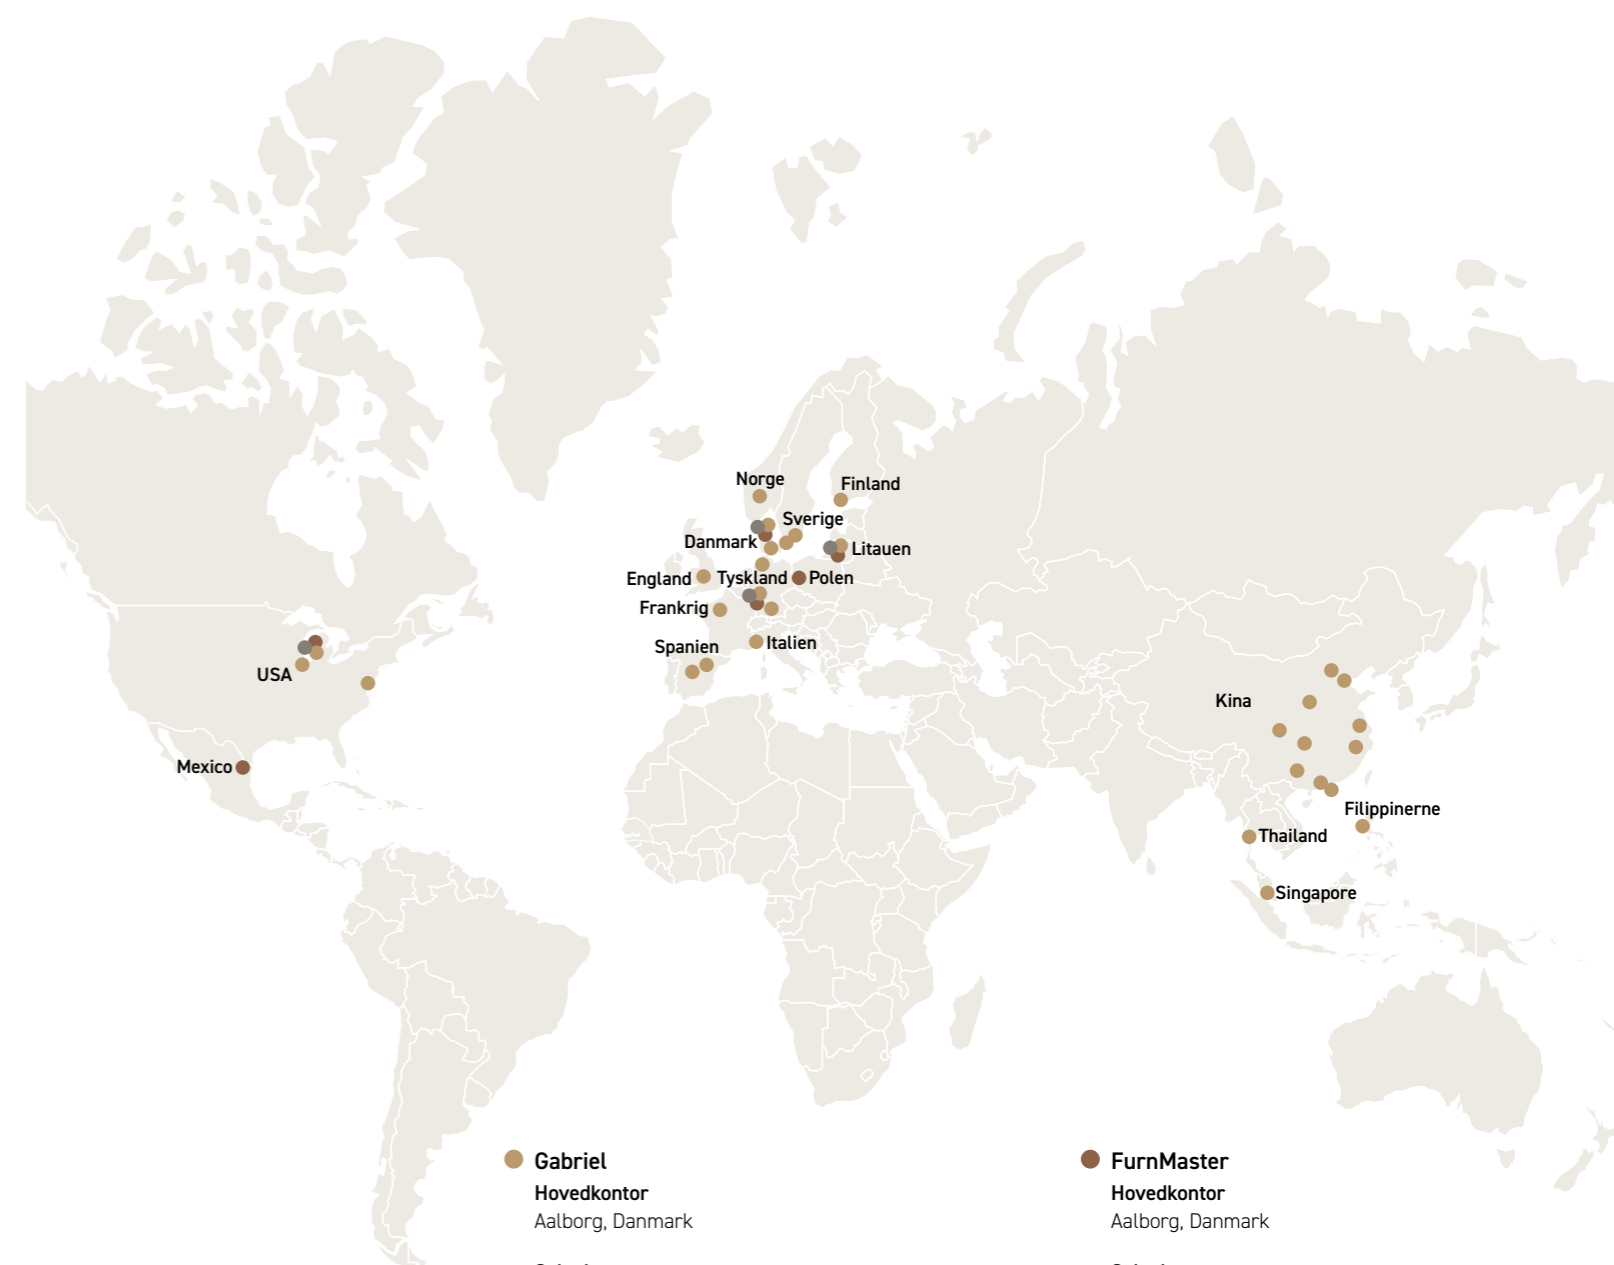 Norge
Finland
Sverige
Danmark
Litauen
England
Tyskland
Polen
Frankrig
Spanien
Italien
USA
Kina
Mexico
Filippinerne
Thailand
Singapore
Gabriel
Hovedkontor
Aalborg, Danmark
FurnMaster
Hovedkontor
Aalborg, Danmark